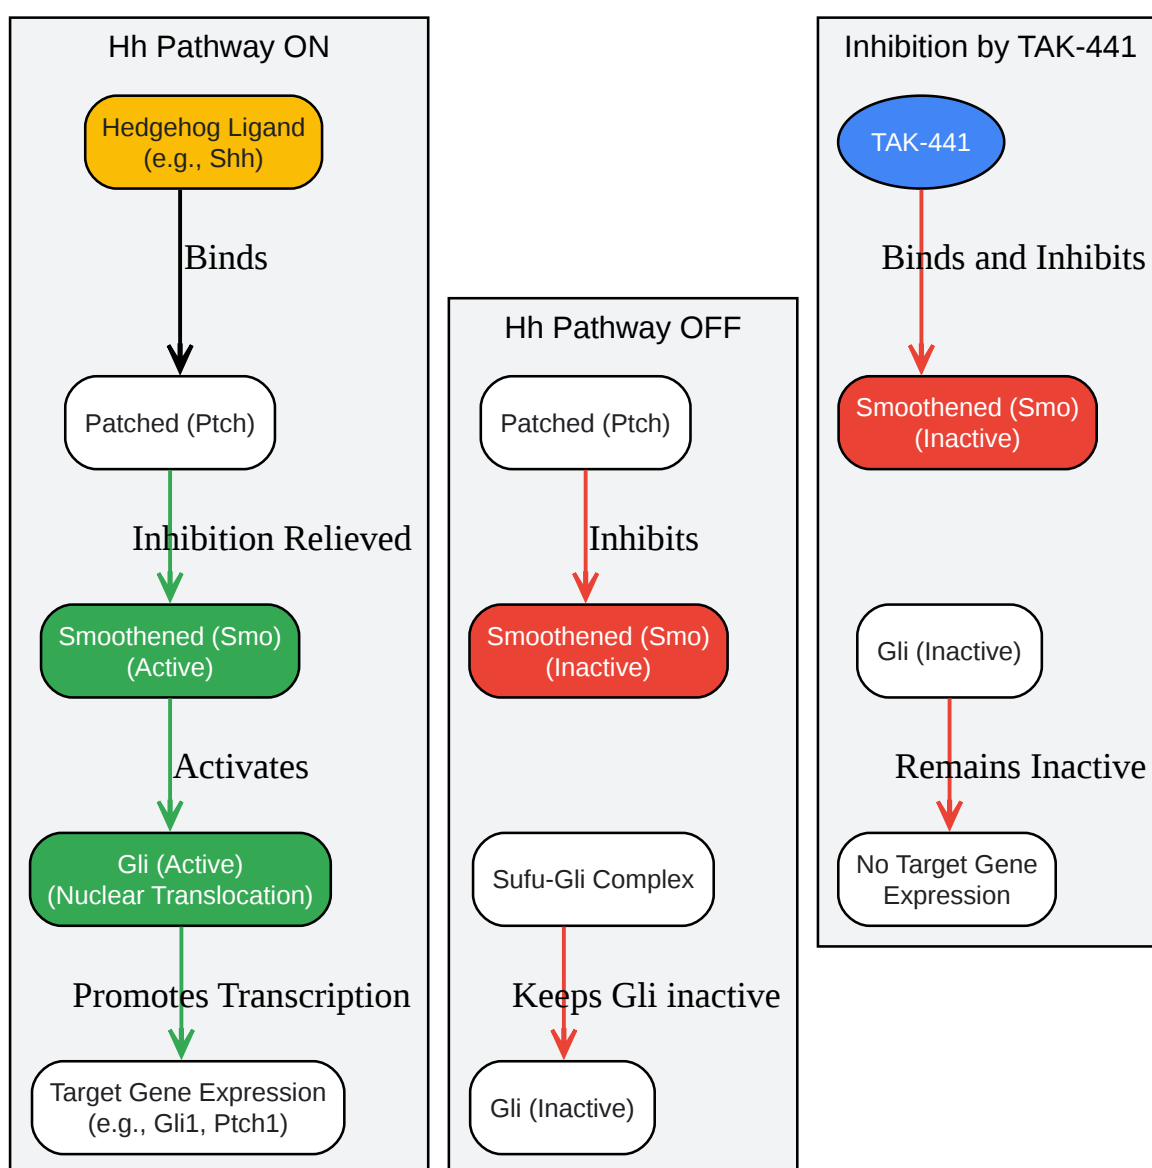 Hh Pathway ON
Hedgehog Ligand
(e.g., Shh)
Binds
Patched (Ptch)
Inhibition Relieved
Smoothened (Smo)
(Active)
Activates
Gli (Active)
(Nuclear Translocation)
Promotes Transcription
Target Gene Expression
(e.g., Gli1, Ptch1)
Hh Pathway OFF
Patched (Ptch)
Inhibits
Smoothened (Smo)
(Inactive)
Sufu-Gli Complex
Keeps Gli inactive
Gli (Inactive)
Inhibition by TAK-441
TAK-441
Binds and Inhibits
Smoothened (Smo)
(Inactive)
Gli (Inactive)
Remains Inactive
No Target Gene
Expression